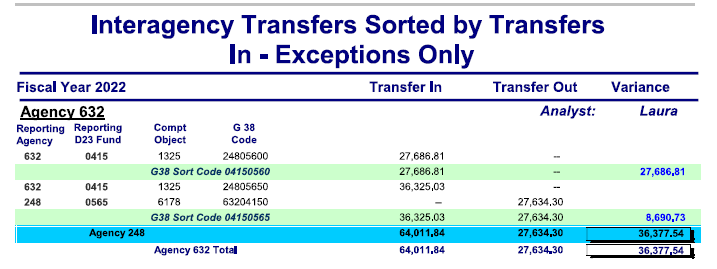 Interagency Transfers Sorted by Transfers
In - Exceptions Only
Fiscal Year 2022 Transfer In Transfer Out Variance
Agency 632 Analyst: Laura
Reporting Reporting Compt G 38
Agency D23 Fund Object Code
632 0415 1325 24805600 27,686.81 --
G38 Sort Code 04150560 27,686.81 -- 27,686.81
632 0415 1325 24805650 36,325.03 --
248 0565 6178 63204150 -- 27,634.30
G38 Sort Code 04150565 36,325.03 27,634.30 8,690.73
Agency 248 64,011.84 27,634.30 36,377.54
Agency 632 Total 64,011.84 27,634.30 36,377.54